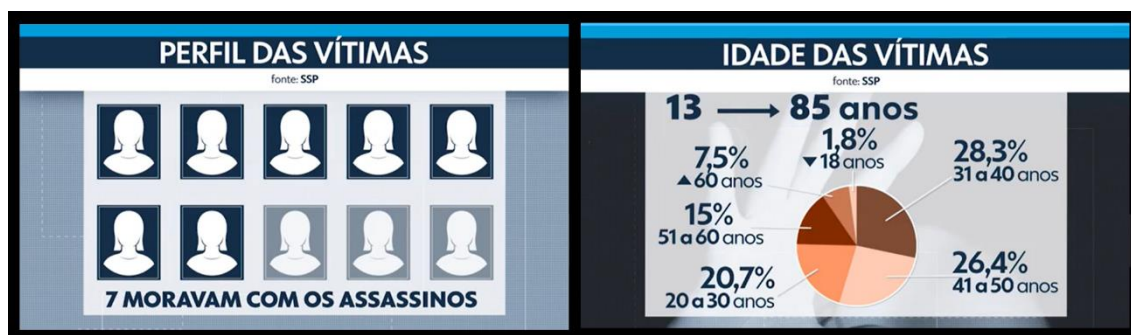 PERFIL DAS VÍTIMAS
fonte: SSP
7 MORAVAM COM OS ASSASSINOS
IDADE DAS VÍTIMAS
fonte: SSP
13 → 85 anos
1,8%
▼18 anos
7,5%
▲60 anos
28,3%
31 a 40 anos
15%
51 a 60 anos
20,7%
20 a 30 anos
26,4%
41 a 50 anos